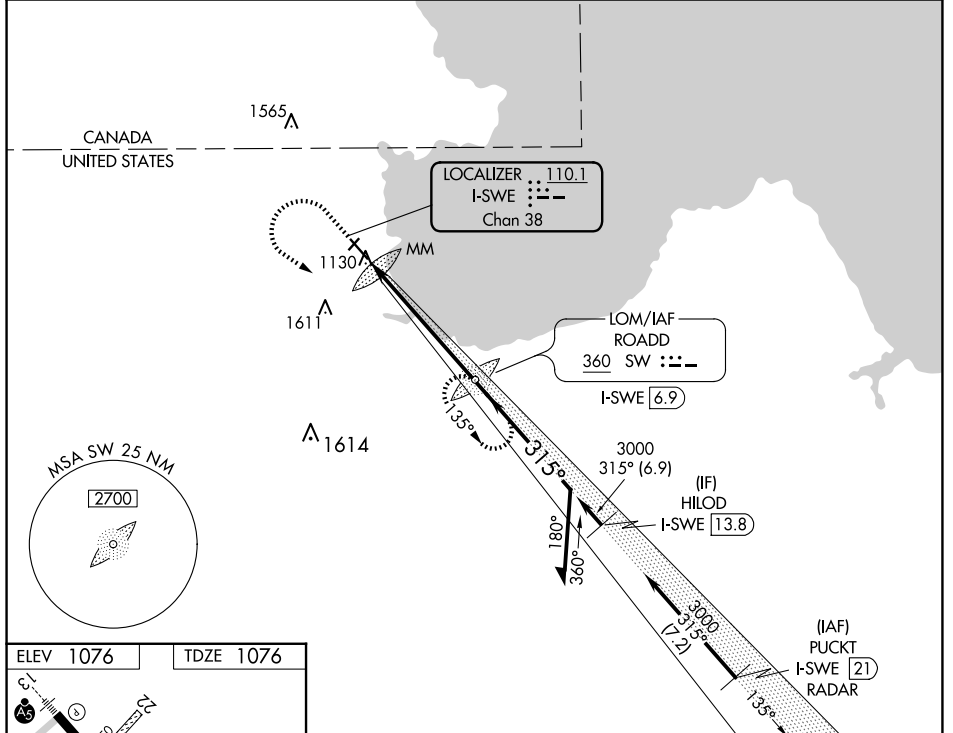 1565
CANADA
UNITED STATES
LOCALIZER 110.1
I-SWE
Chan 38
MM
1130
1611
LOM/IAF
ROADD
360 SW
I-SWE 6.9
135°
1614
315°
3000
315° (6.9)
(IF)
HILOD
I-SWE 13.8
MSA SW 25 NM
2700
180°
360°
3000
315°
(7.2)
(IAF)
PUCKT
I-SWE 21
RADAR
135°
ELEV 1076
TDZE 1076
13
A5
P
22